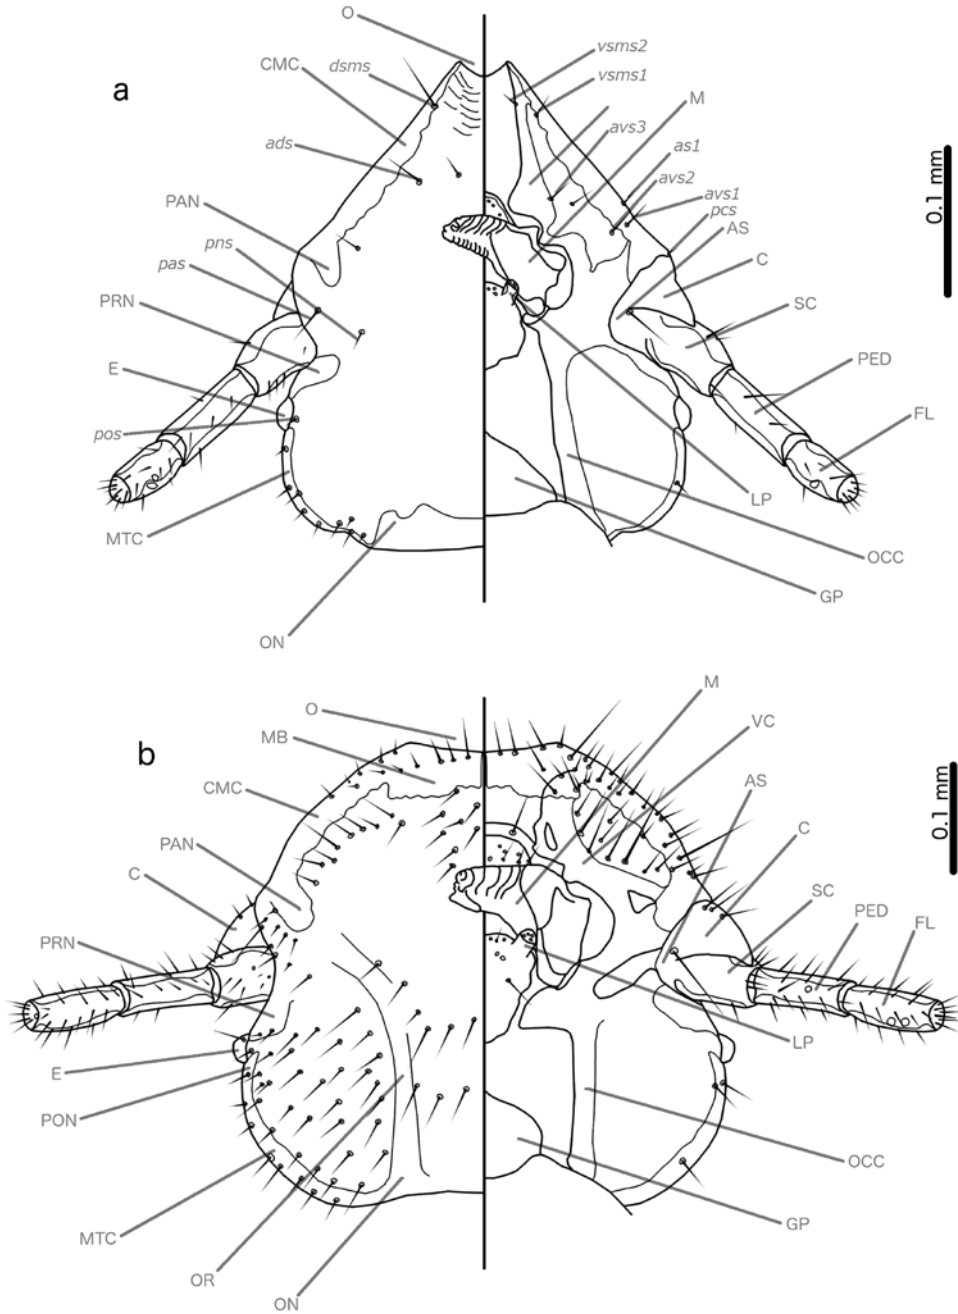 O
vsms2
CMC
dsms
vsms1
a
M
avs3
ads
as1
avs2
PAN
avs1
pcs
0.1 mm
pns
AS
pas
C
PRN
SC
E
PED
FL
pos
LP
MTC
OCC
GP
ON
M
O
VC
MB
b
CMC
AS
0.1 mm
PAN
C
C
SC
PED
FL
PRN
LP
E
PON
OCC
MTC
GP
OR
ON